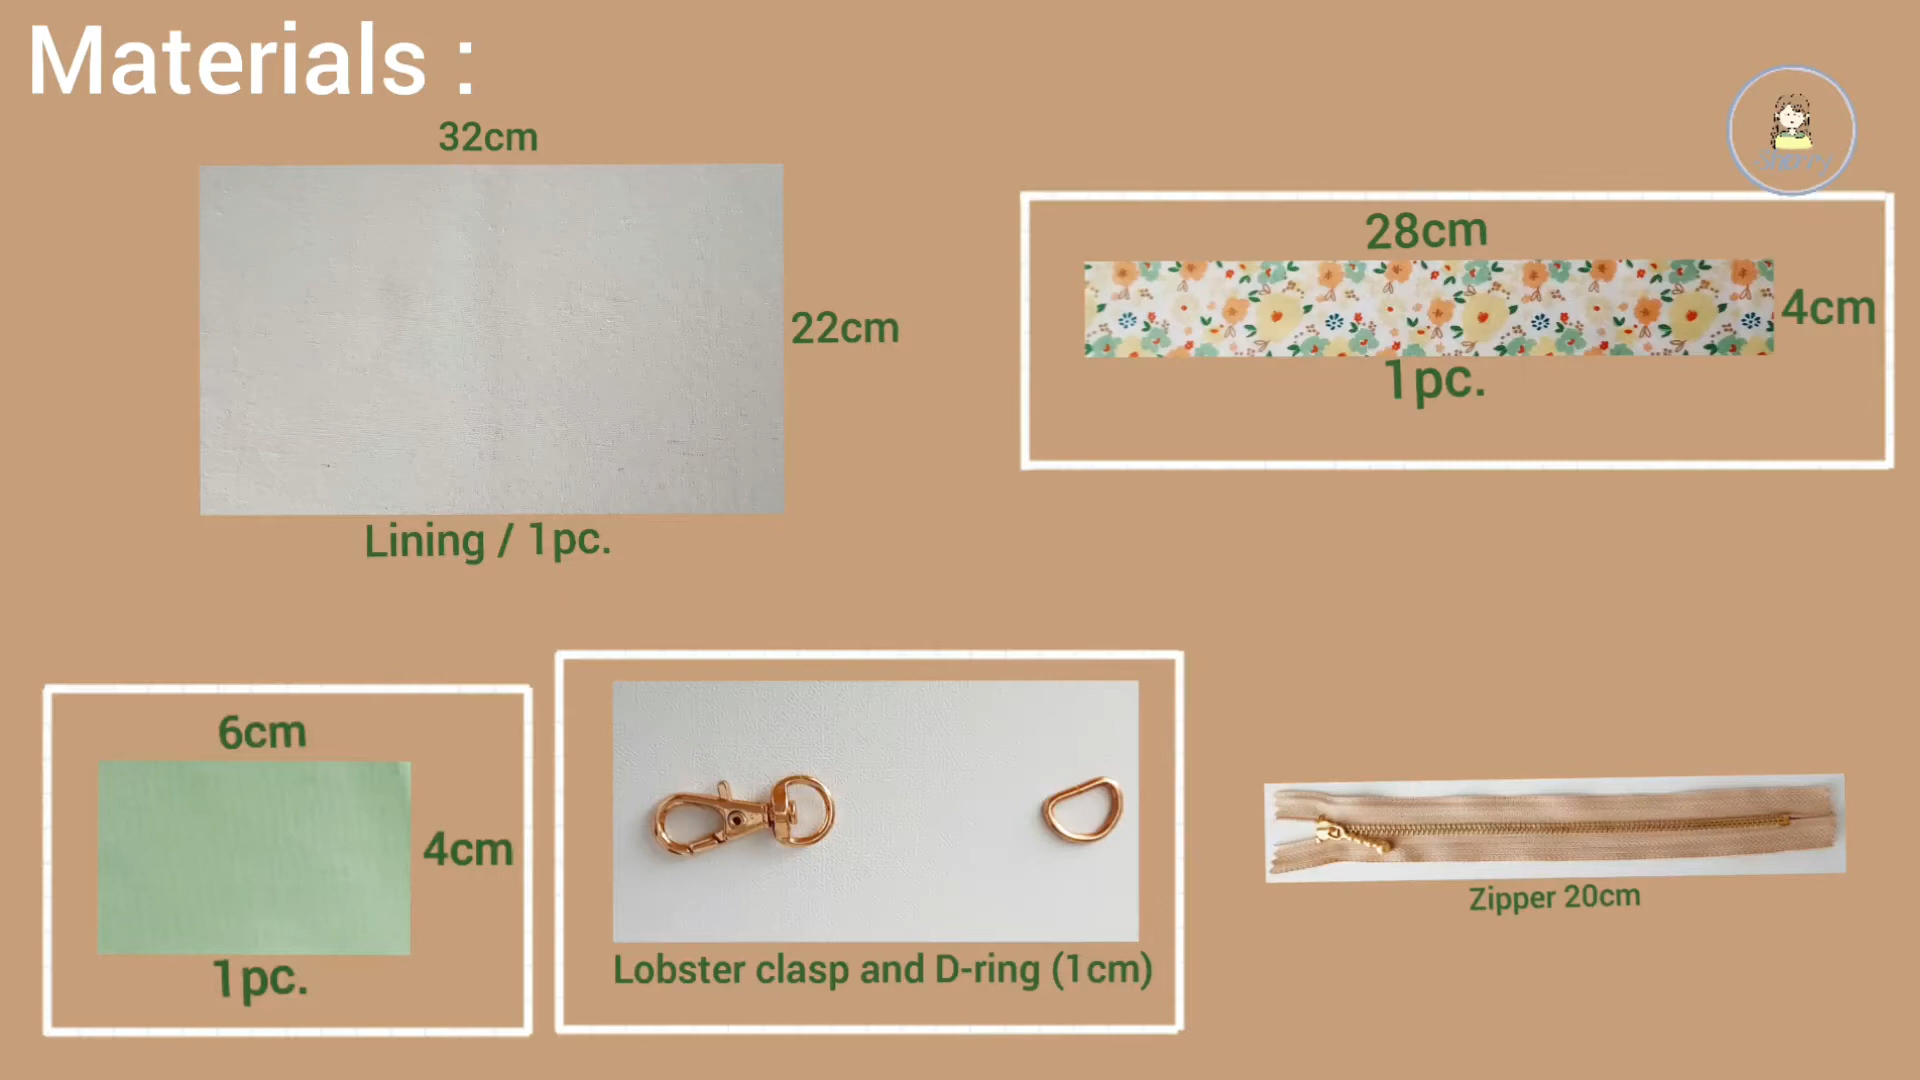 Materials :
32cm
22cm
Lining / 1pc.
28cm
4cm
1pc.
6cm
4cm
1pc.
Lobster clasp and D-ring (1cm)
Zipper 20cm